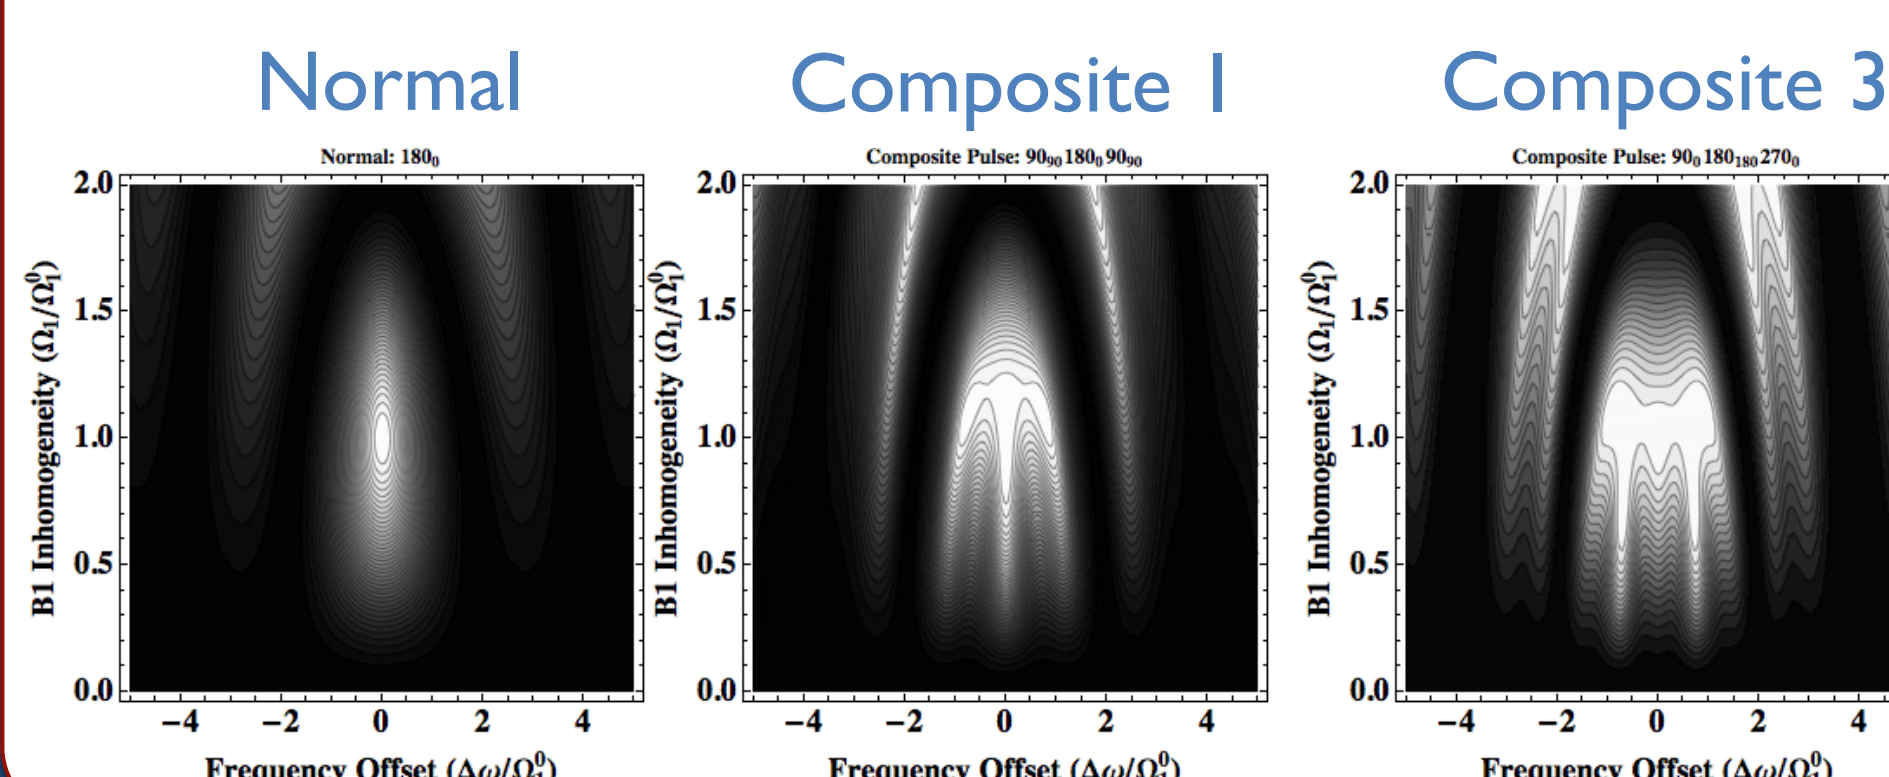 Normal
Composite 1
Composite 3
Normal: 180₀
Composite Pulse: 90₉₀180₀90₉₀
Composite Pulse: 90₀180₁₈₀270₀
B1 Inhomogeneity (Ω₁/Ω₁⁰)
2.0
1.5
1.0
0.5
0.0
−4 −2 0 2 4
Frequency Offset (Δω/Ω₁⁰)
B1 Inhomogeneity (Ω₁/Ω₁⁰)
2.0
1.5
1.0
0.5
0.0
−4 −2 0 2 4
Frequency Offset (Δω/Ω₁⁰)
B1 Inhomogeneity (Ω₁/Ω₁⁰)
2.0
1.5
1.0
0.5
0.0
−4 −2 0 2 4
Frequency Offset (Δω/Ω₁⁰)